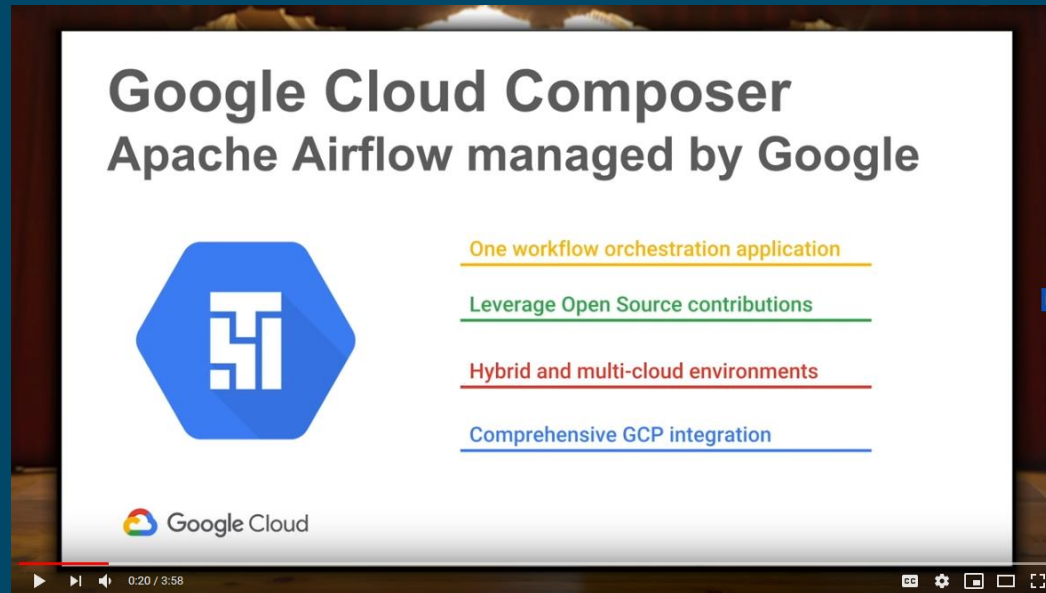 Google Cloud Composer
Apache Airflow managed by Google
One workflow orchestration application
Leverage Open Source contributions
Hybrid and multi-cloud environments
Comprehensive GCP integration
Google Cloud
0:20 / 3:58
CC